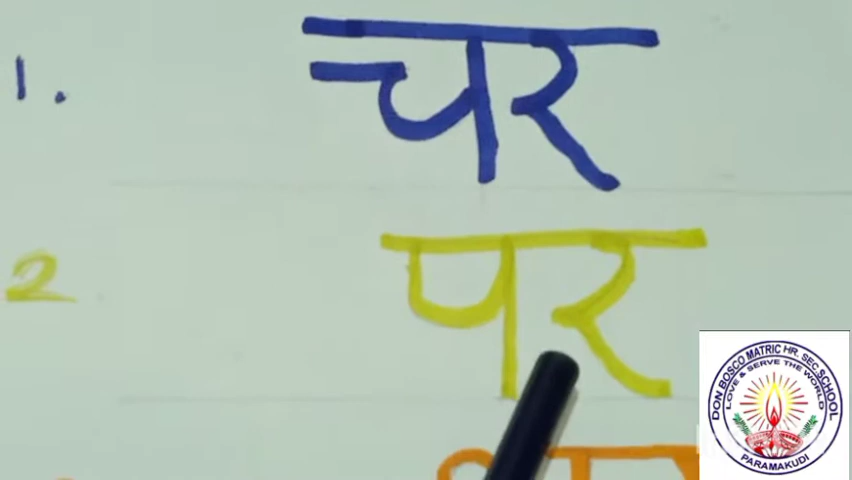 1. चर
2 पर
DON BOSCO MATRIC HR. SEC SCHOOL
LOVE & SERVE THE WORLD
PARAMAKUDI